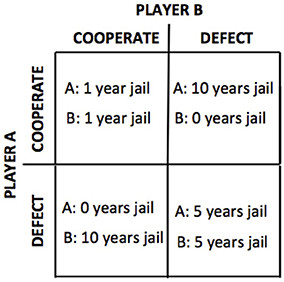 PLAYER B
COOPERATE DEFECT
PLAYER A
COOPERATE
A: 1 year jail
B: 1 year jail
A: 10 years jail
B: 0 years jail
DEFECT
A: 0 years jail
B: 10 years jail
A: 5 years jail
B: 5 years jail